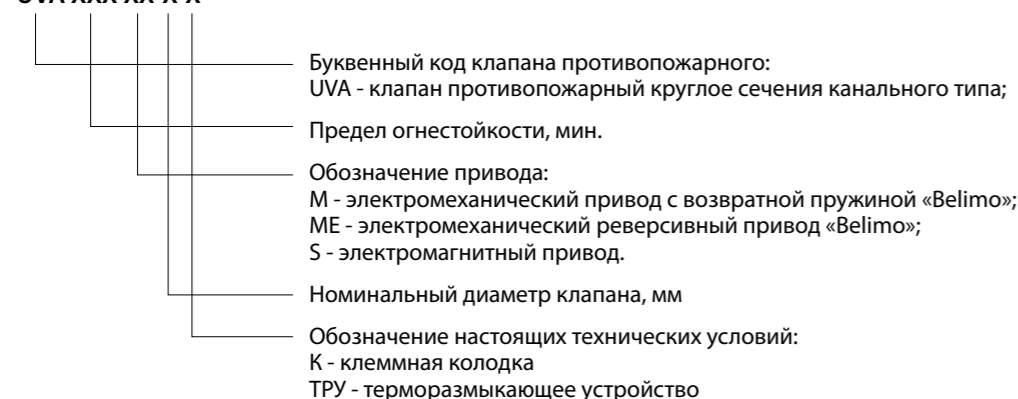 UVA XXX XX X X
Буквенный код клапана противопожарного:
UVA - клапан противопожарный круглое сечения канального типа;
Предел огнестойкости, мин.
Обозначение привода:
М - электромеханический привод с возвратной пружиной «Belimo»;
МЕ - электромеханический реверсивный привод «Belimo»;
S - электромагнитный привод.
Номинальный диаметр клапана, мм
Обозначение настоящих технических условий:
К - клеммная колодка
ТРУ - терморазмыкающее устройство